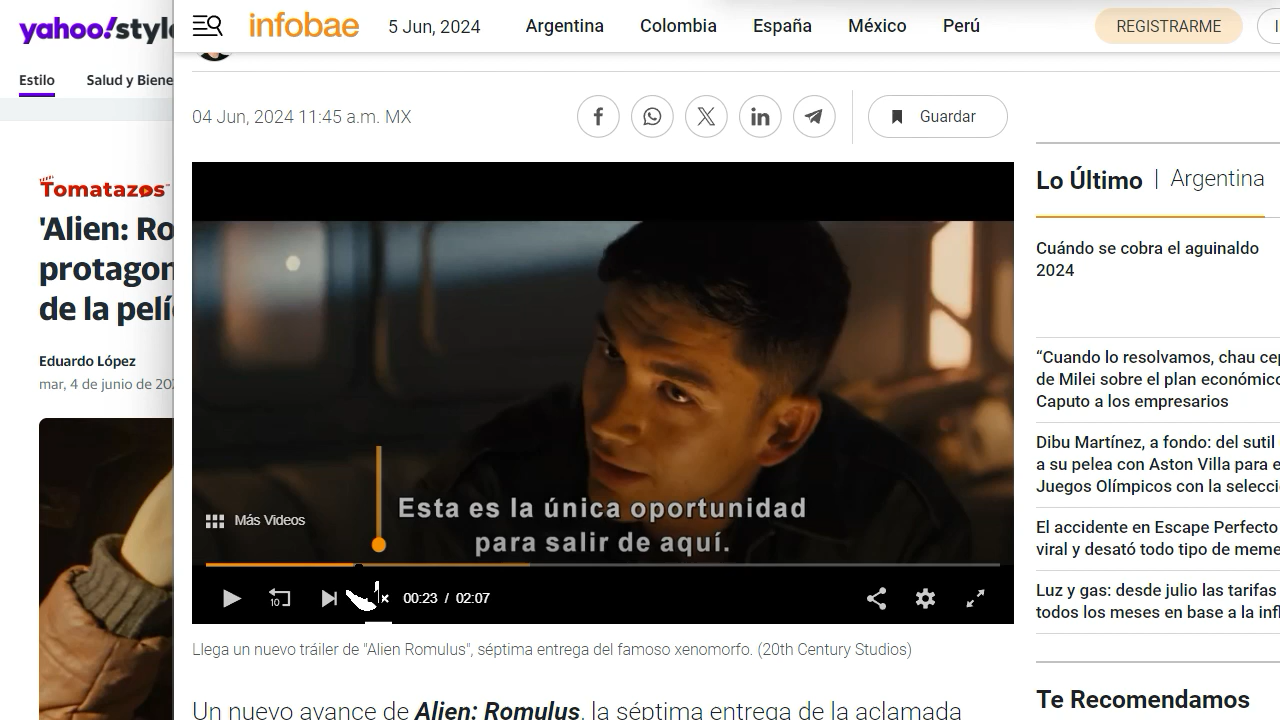 yahoo!style
Estilo
Salud y Biene
Tomatazos
'Alien: Ro
protagon
de la pelí
Eduardo López
mar, 4 de junio de 202
infobae
5 Jun, 2024
Argentina
Colombia
España
México
Perú
REGISTRARME
04 Jun, 2024 11:45 a.m. MX
Guardar
Esta es la única oportunidad
para salir de aquí.
Más Videos
10
00:23 / 02:07
Llega un nuevo tráiler de "Alien Romulus", séptima entrega del famoso xenomorfo. (20th Century Studios)
Un nuevo avance de Alien: Romulus, la séptima entrega de la aclamada
Lo Último | Argentina
Cuándo se cobra el aguinaldo
2024
“Cuando lo resolvamos, chau cep
de Milei sobre el plan económico
Caputo a los empresarios
Dibu Martínez, a fondo: del sutil
a su pelea con Aston Villa para e
Juegos Olímpicos con la selecci
El accidente en Escape Perfecto
viral y desató todo tipo de meme
Luz y gas: desde julio las tarifas
todos los meses en base a la infl
Te Recomendamos